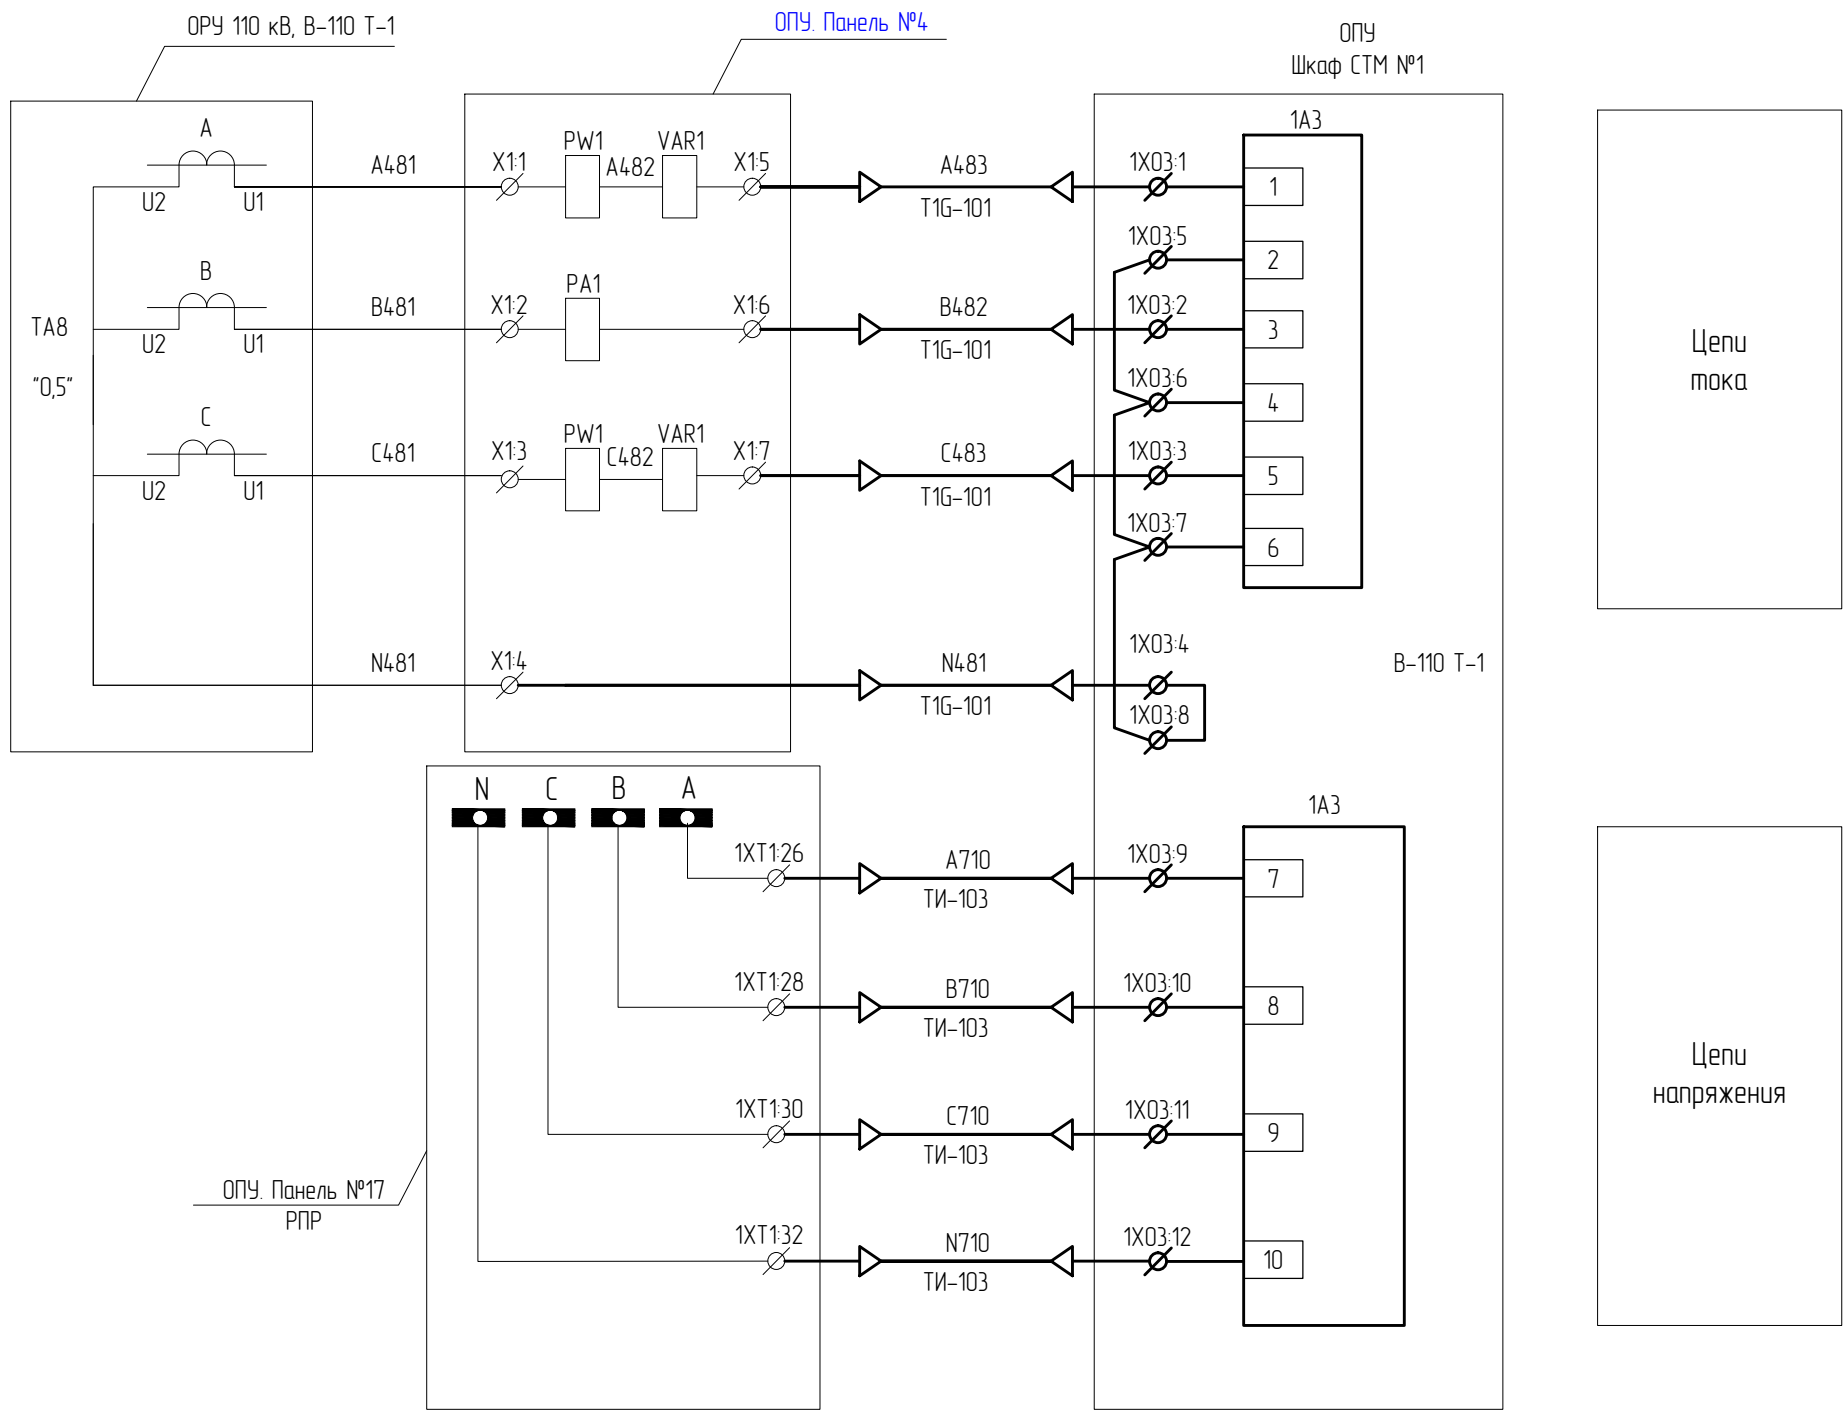 ОРУ 110 кВ, В-110 Т-1
ОПУ. Панель №4
ОПУ
Шкаф СТМ №1
A
U2
U1
A481
X1:1
PW1
A482
VAR1
X1:5
A483
T1G-101
1X03:1
1A3
1
1X03:5
2
TA8
"0,5"
B
U2
U1
B481
X1:2
PA1
X1:6
B482
T1G-101
1X03:2
3
1X03:6
4
C
U2
U1
C481
X1:3
PW1
C482
VAR1
X1:7
C483
T1G-101
1X03:3
5
1X03:7
6
Цепи
тока
N481
X1:4
N481
T1G-101
1X03:4
1X03:8
В-110 Т-1
N
C
B
A
1XT1:26
A710
ТИ-103
1X03:9
1A3
7
1XT1:28
B710
ТИ-103
1X03:10
8
1XT1:30
C710
ТИ-103
1X03:11
9
1XT1:32
N710
ТИ-103
1X03:12
10
Цепи
напряжения
ОПУ. Панель №17
РПР